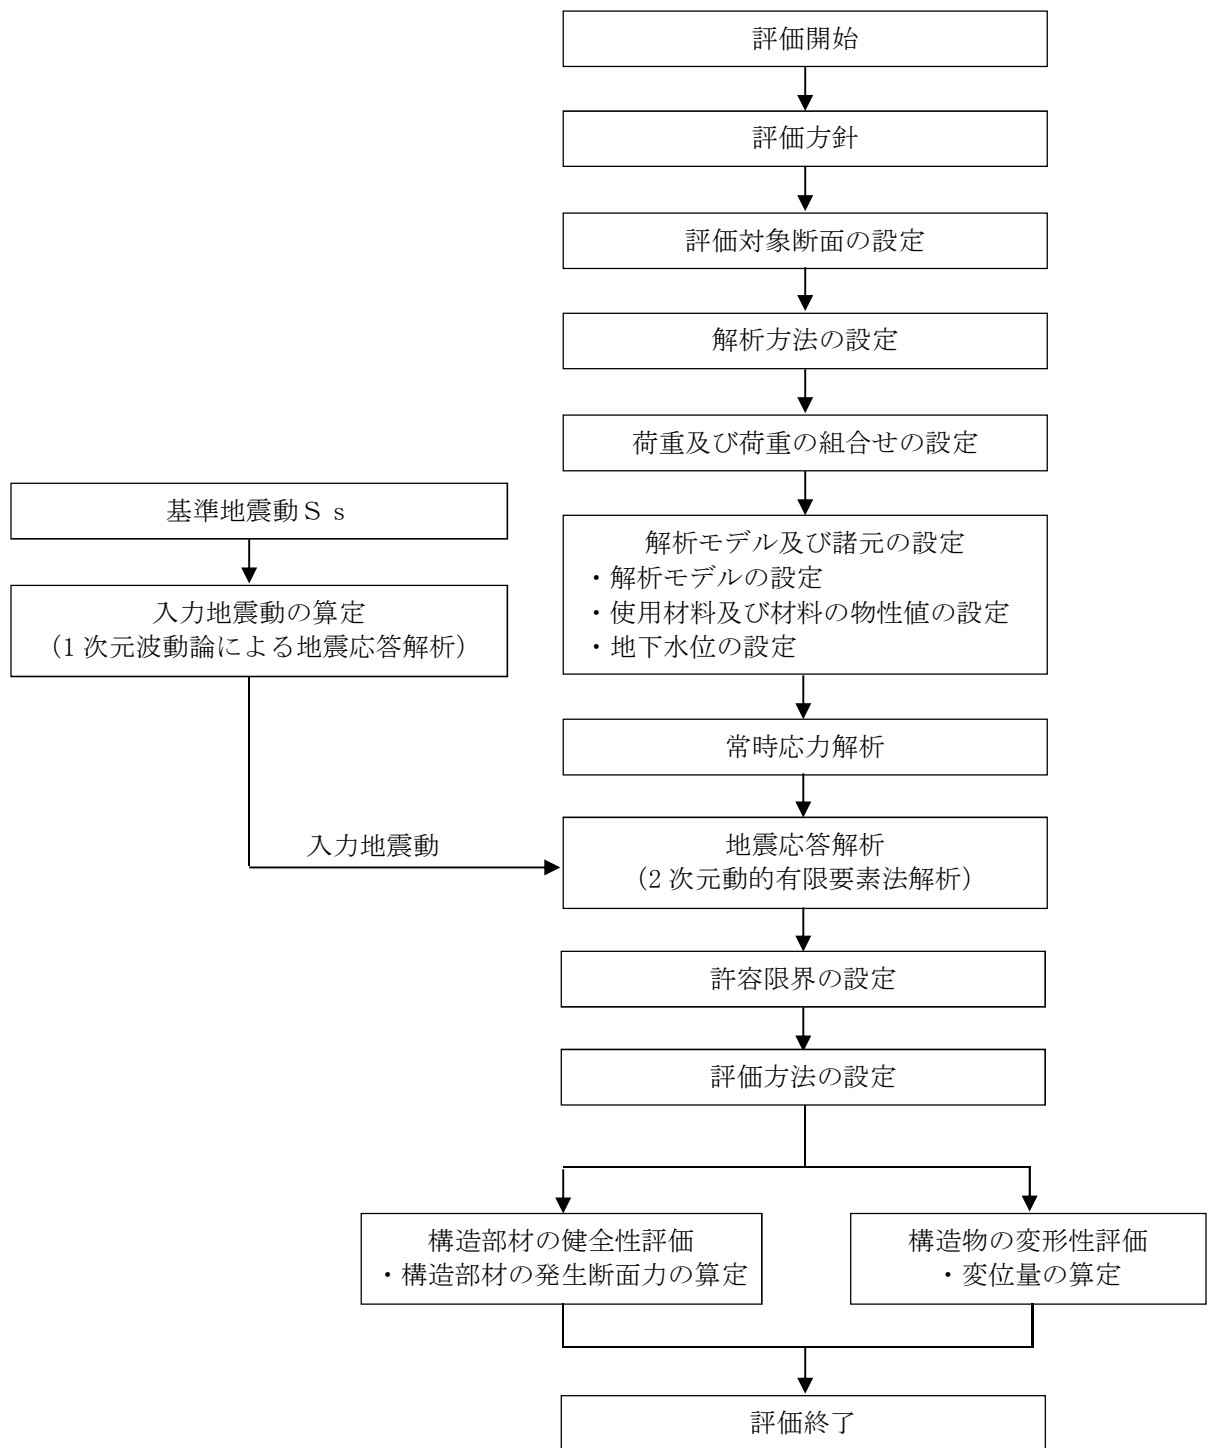 評価開始
評価方針
評価対象断面の設定
解析方法の設定
荷重及び荷重の組合せの設定
基準地震動Ｓｓ
入力地震動の算定
（1 次元波動論による地震応答解析）
解析モデル及び諸元の設定
・解析モデルの設定
・使用材料及び材料の物性値の設定
・地下水位の設定
常時応力解析
入力地震動
地震応答解析
（2 次元動的有限要素法解析）
許容限界の設定
評価方法の設定
構造部材の健全性評価
・構造部材の発生断面力の算定
構造物の変形性評価
・変位量の算定
評価終了